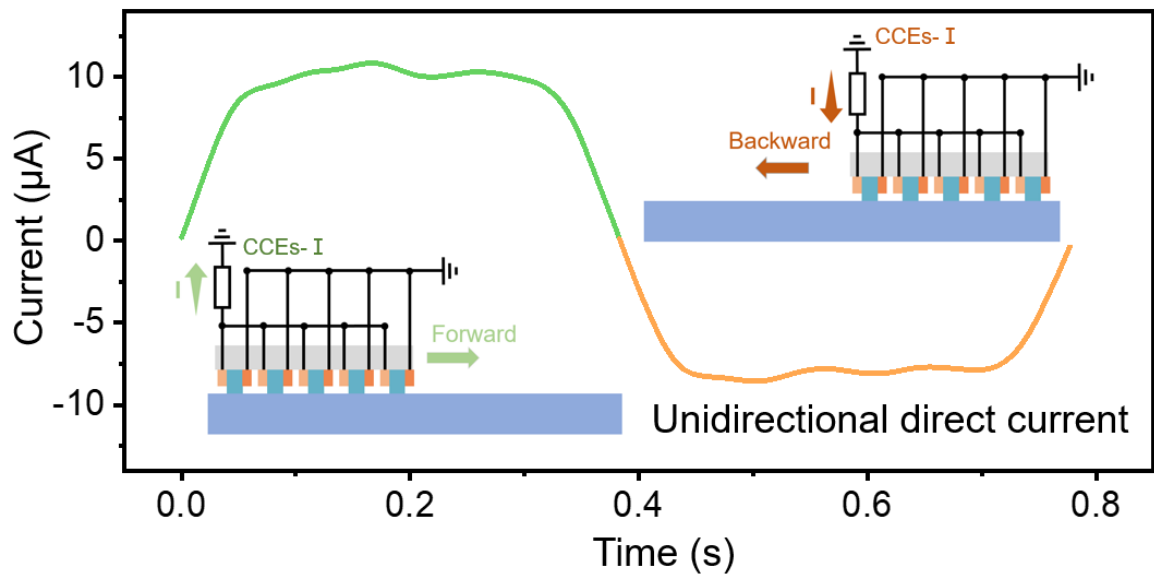 CCEs- I
10
I
Backward
5
Current (μA)
0
CCEs- I
I
Forward
-5
-10
Unidirectional direct current
0.0
0.2
0.4
0.6
0.8
Time (s)